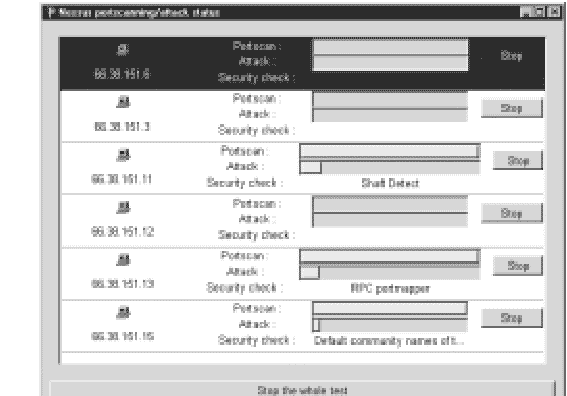 Nessus portscanning/attack status
Portscan :
Attack :
Stop
66.38.151.6
Security check :
Portscan :
Attack :
Stop
66.38.151.3
Security check :
Portscan :
Attack :
Stop
66.38.151.11
Security check : Shaft Detect
Portscan :
Attack :
Stop
66.38.151.12
Security check :
Portscan :
Attack :
Stop
66.38.151.13
Security check : IRPC portmapper
Portscan :
Attack :
Stop
66.38.151.15
Security check : Default community names of t...
Stop the whole test